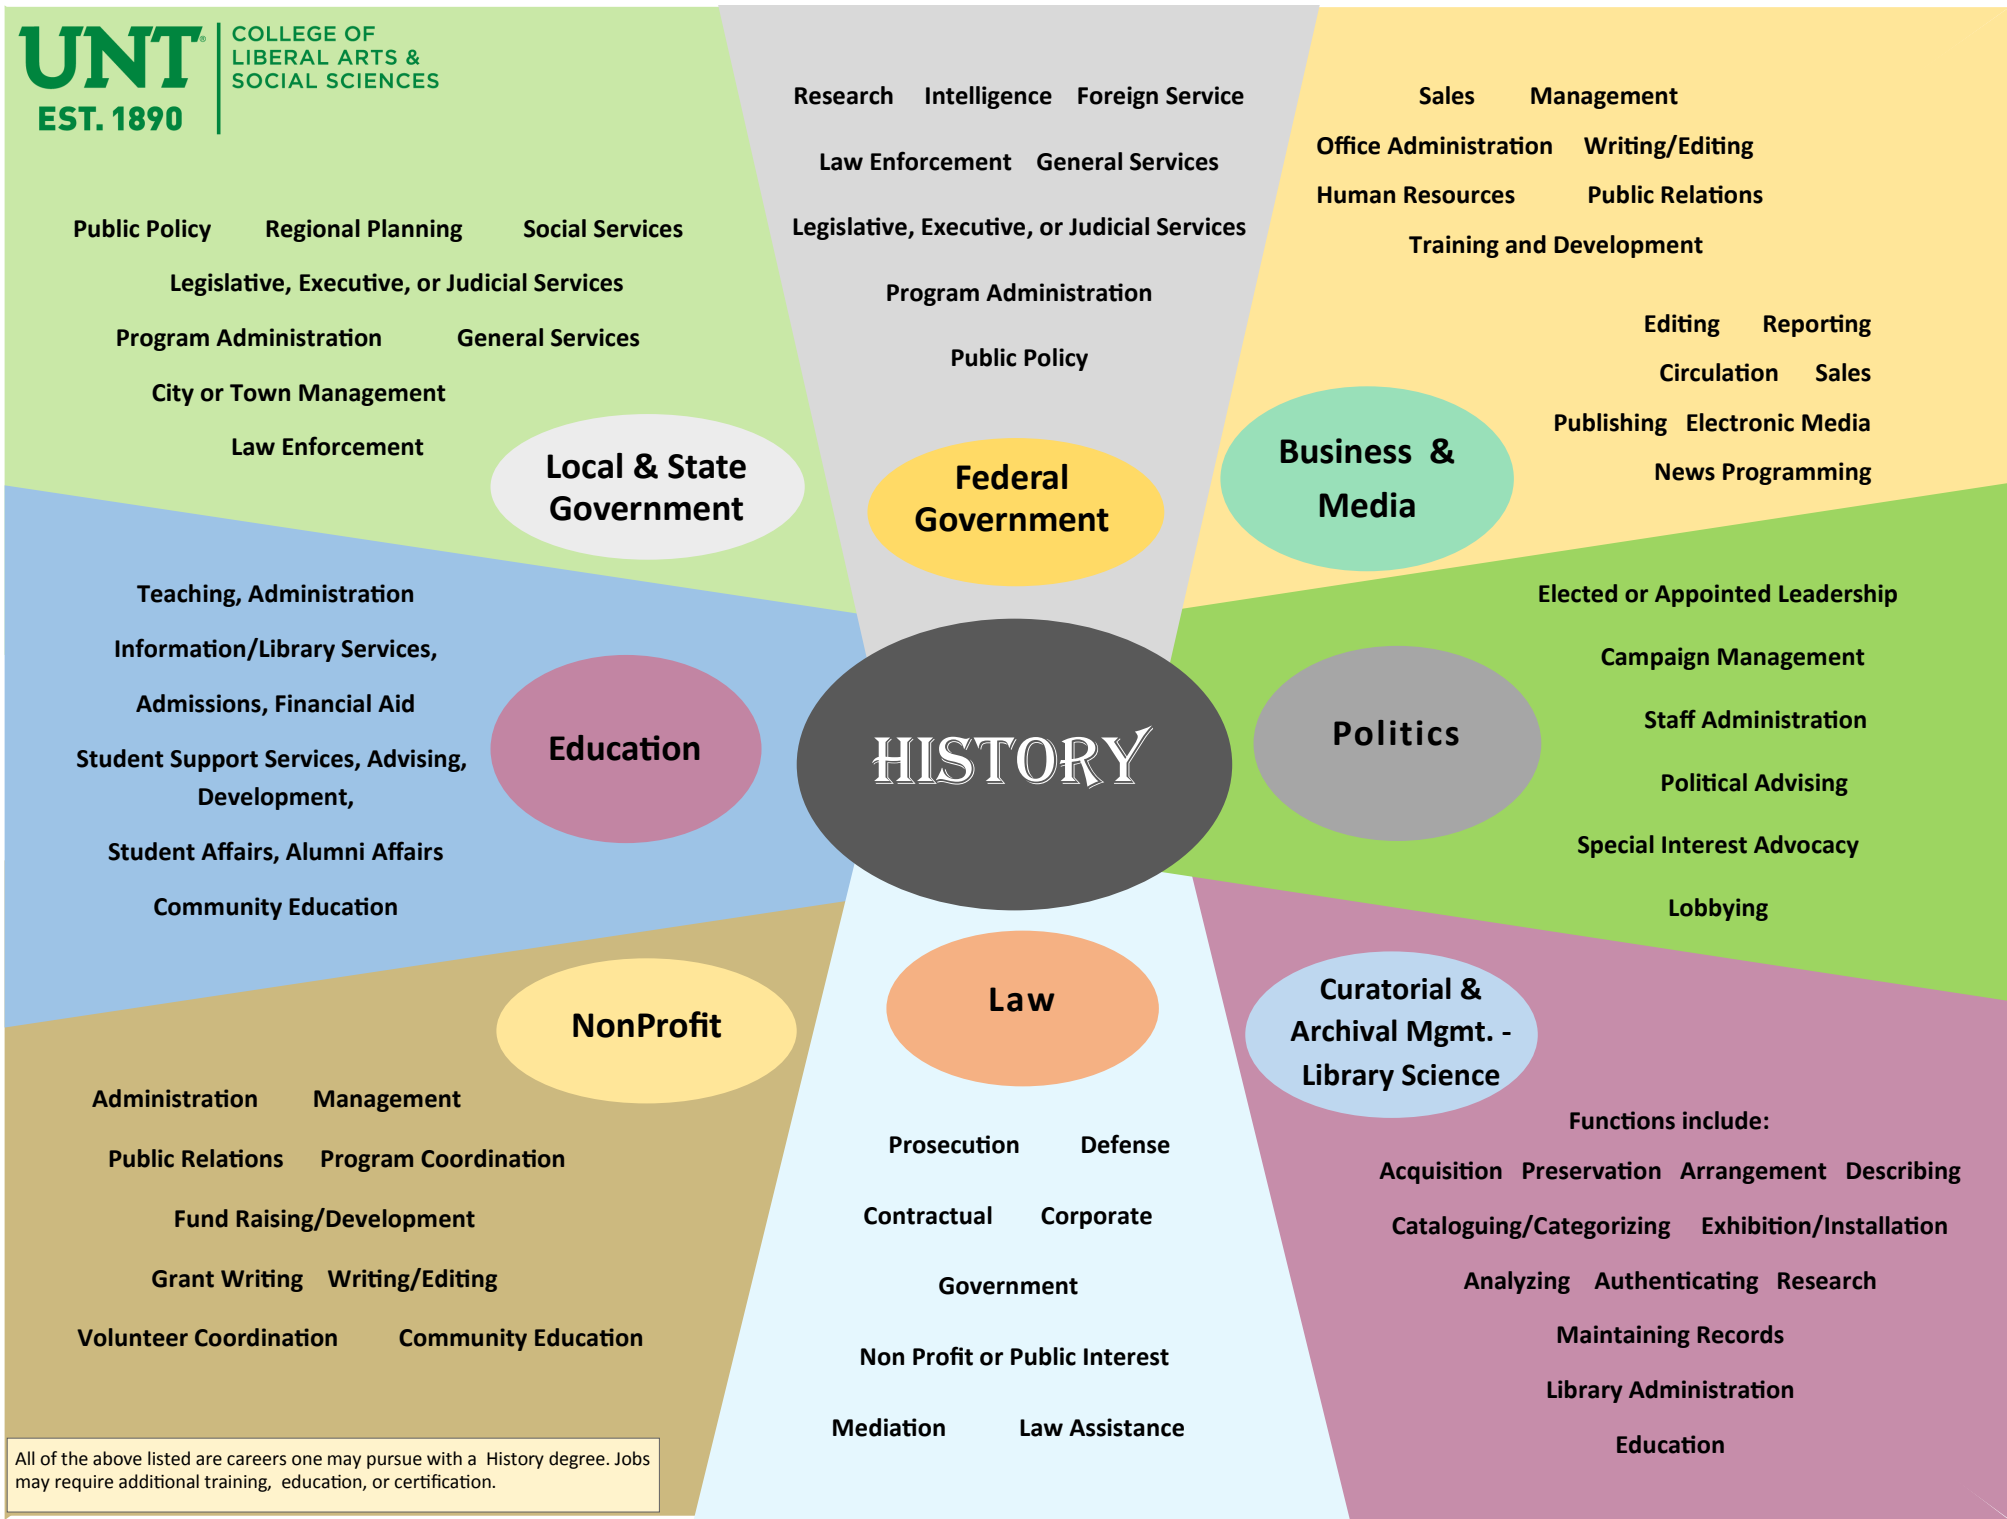 UNT® COLLEGE OF
LIBERAL ARTS &
SOCIAL SCIENCES
EST. 1890
Public Policy Regional Planning Social Services
Legislative, Executive, or Judicial Services
Program Administration General Services
City or Town Management
Law Enforcement
Local & State
Government
Research Intelligence Foreign Service
Law Enforcement General Services
Legislative, Executive, or Judicial Services
Program Administration
Public Policy
Federal
Government
Sales Management
Office Administration Writing/Editing
Human Resources Public Relations
Training and Development
Editing Reporting
Circulation Sales
Publishing Electronic Media
News Programming
Business &
Media
Teaching, Administration
Information/Library Services,
Admissions, Financial Aid
Student Support Services, Advising,
Development,
Student Affairs, Alumni Affairs
Community Education
Education
HISTORY
Politics
Elected or Appointed Leadership
Campaign Management
Staff Administration
Political Advising
Special Interest Advocacy
Lobbying
NonProfit
Administration Management
Public Relations Program Coordination
Fund Raising/Development
Grant Writing Writing/Editing
Volunteer Coordination Community Education
Law
Prosecution Defense
Contractual Corporate
Government
Non Profit or Public Interest
Mediation Law Assistance
Curatorial &
Archival Mgmt. -
Library Science
Functions include:
Acquisition Preservation Arrangement Describing
Cataloguing/Categorizing Exhibition/Installation
Analyzing Authenticating Research
Maintaining Records
Library Administration
Education
All of the above listed are careers one may pursue with a History degree. Jobs
may require additional training, education, or certification.